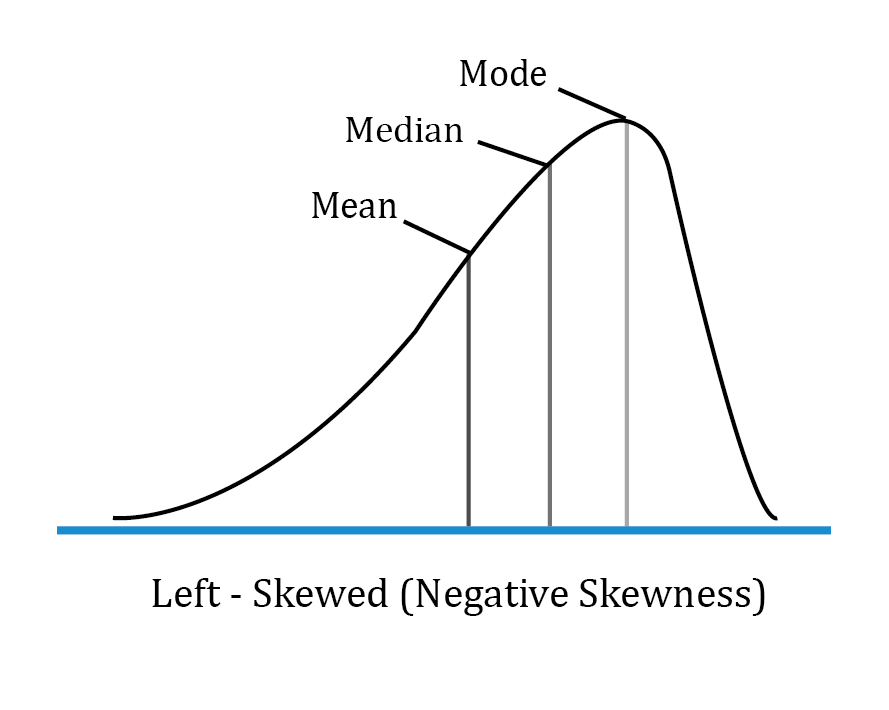 Mode
Median
Mean
Left - Skewed (Negative Skewness)